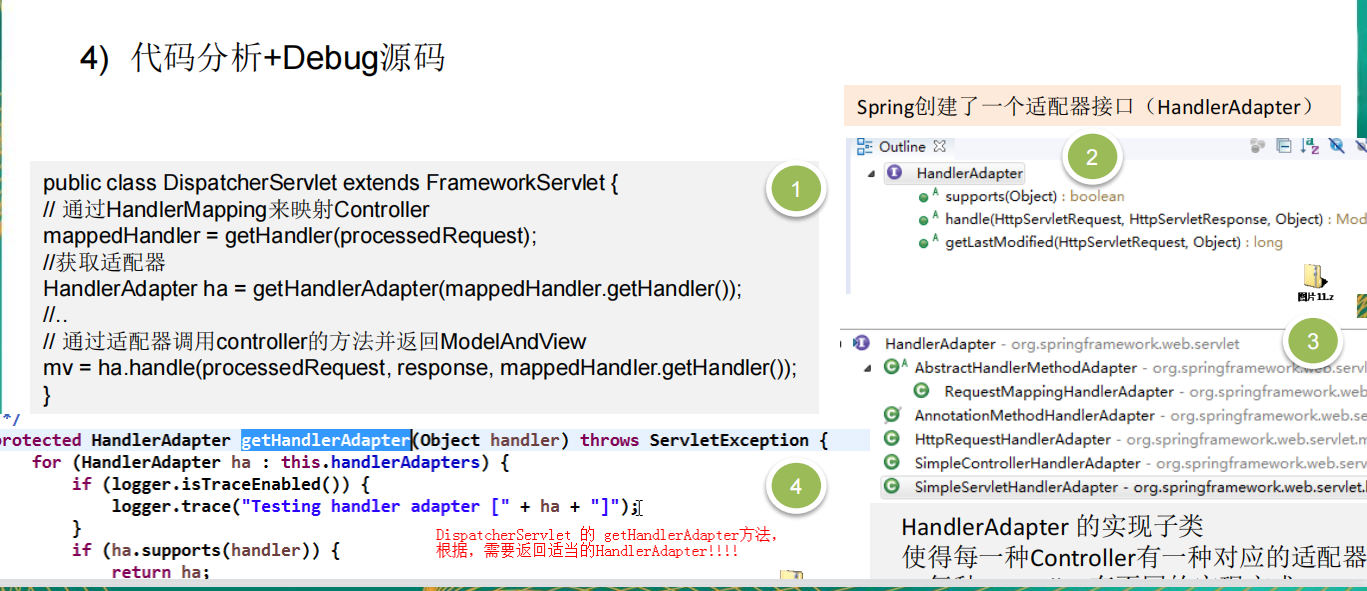 4) 代码分析+Debug源码
public class DispatcherServlet extends FrameworkServlet {
// 通过HandlerMapping来映射Controller
mappedHandler = getHandler(processedRequest);
//获取适配器
HandlerAdapter ha = getHandlerAdapter(mappedHandler.getHandler());
//..
// 通过适配器调用controller的方法并返回ModelAndView
mv = ha.handle(processedRequest, response, mappedHandler.getHandler());
}
1
*/
protected HandlerAdapter getHandlerAdapter(Object handler) throws ServletException {
for (HandlerAdapter ha : this.handlerAdapters) {
if (logger.isTraceEnabled()) {
logger.trace("Testing handler adapter [" + ha + "]");
}
if (ha.supports(handler)) {
return ha;
4
DispatcherServlet 的 getHandlerAdapter方法,
根据,需要返回适当的HandlerAdapter!!!!
Spring创建了一个适配器接口（HandlerAdapter）
Outline
2
HandlerAdapter
supports(Object) : boolean
handle(HttpServletRequest, HttpServletResponse, Object) : Mod
getLastModified(HttpServletRequest, Object) : long
图片11.z
3
HandlerAdapter - org.springframework.web.servlet
AbstractHandlerMethodAdapter - org.springframework.web.servl
RequestMappingHandlerAdapter - org.springframework.web
AnnotationMethodHandlerAdapter - org.springframework.web.se
HttpRequestHandlerAdapter - org.springframework.web.servlet.m
SimpleControllerHandlerAdapter - org.springframework.web.serv
SimpleServletHandlerAdapter - org.springframework.web.servlet.
HandlerAdapter 的实现子类
使得每一种Controller有一种对应的适配器